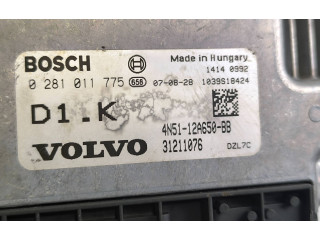 BOSCH
Made in Hungary
1414 0992
0 281 011 775 656 07-08-28 1039S18424
D1.K
4N51-12A650-BB
VOLVO 31211076 DZL7C